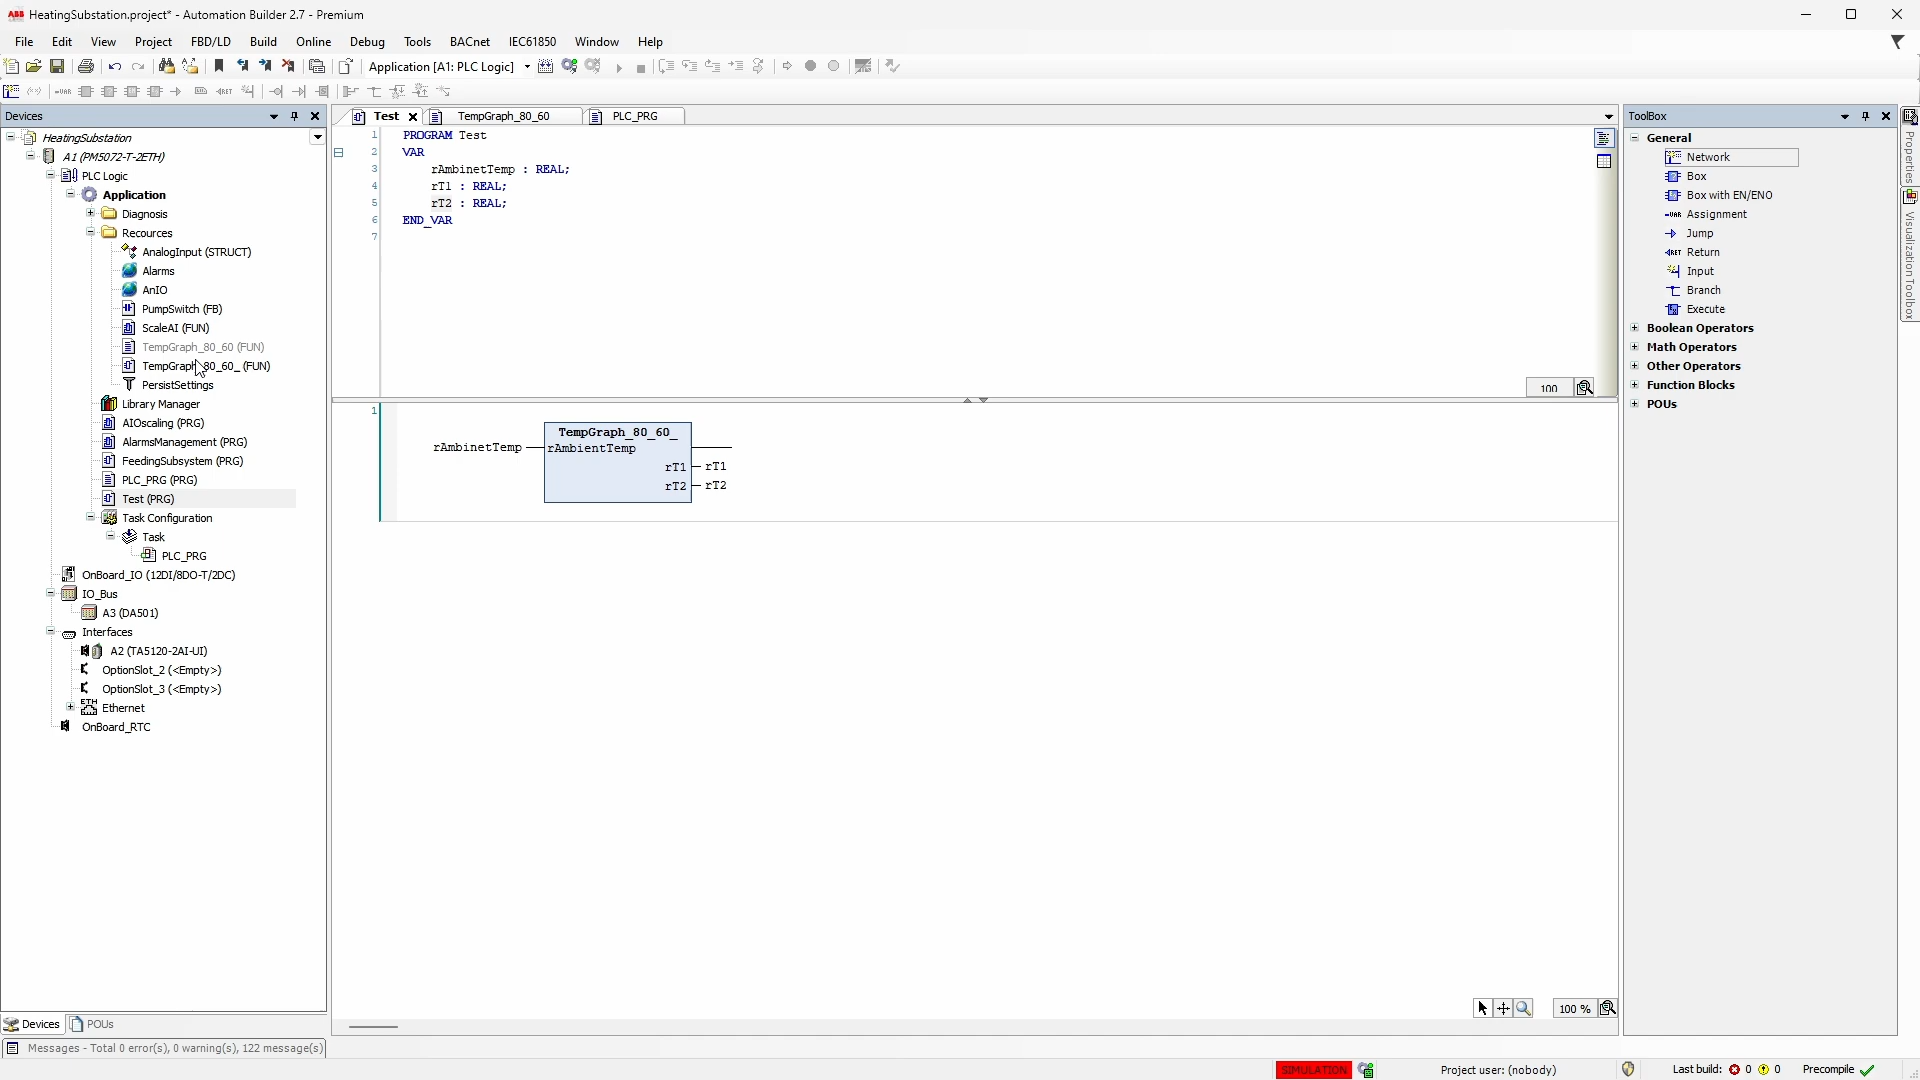 HeatingSubstation.project* - Automation Builder 2.7 - Premium
File Edit View Project FBD/LD Build Online Debug Tools BACnet IEC61850 Window Help
Application [A1: PLC Logic]
Devices
HeatingSubstation
A1 (PM5072-T-2ETH)
PLC Logic
Application
Diagnosis
Recources
AnalogInput (STRUCT)
Alarms
AnIO
PumpSwitch (FB)
ScaleAI (FUN)
TempGraph_80_60 (FUN)
TempGraph_80_60_ (FUN)
PersistSettings
Library Manager
AIOscaling (PRG)
AlarmsManagement (PRG)
FeedingSubsystem (PRG)
PLC_PRG (PRG)
Test (PRG)
Task Configuration
Task
PLC_PRG
OnBoard_IO (12DI/8DO-T/2DC)
IO_Bus
A3 (DA501)
Interfaces
A2 (TA5120-2AI-UI)
OptionSlot_2 (<Empty>)
OptionSlot_3 (<Empty>)
Ethernet
OnBoard_RTC
Devices POUs
Messages - Total 0 error(s), 0 warning(s), 122 message(s)
Test TempGraph_80_60 PLC_PRG
1 PROGRAM Test
2 VAR
3 rAmbinetTemp : REAL;
4 rT1 : REAL;
5 rT2 : REAL;
6 END_VAR
7
100
1
TempGraph_80_60_
rAmbinetTemp rAmbientTemp
rT1 rT1
rT2 rT2
100 %
ToolBox
General
Network
Box
Box with EN/ENO
Assignment
Jump
Return
Input
Branch
Execute
Boolean Operators
Math Operators
Other Operators
Function Blocks
POUs
Properties
Visualization Toolbox
SIMULATION Project user: (nobody) Last build: 0 0 Precompile